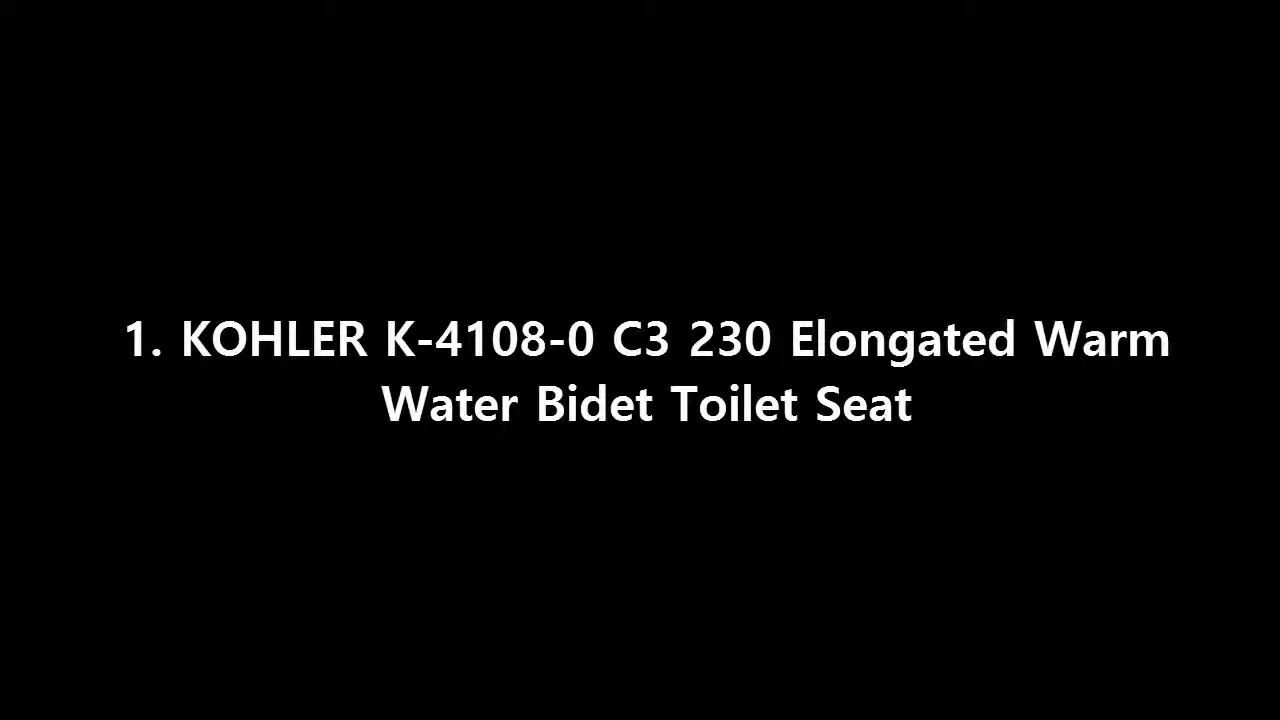 1. KOHLER K-4108-0 C3 230 Elongated Warm
Water Bidet Toilet Seat